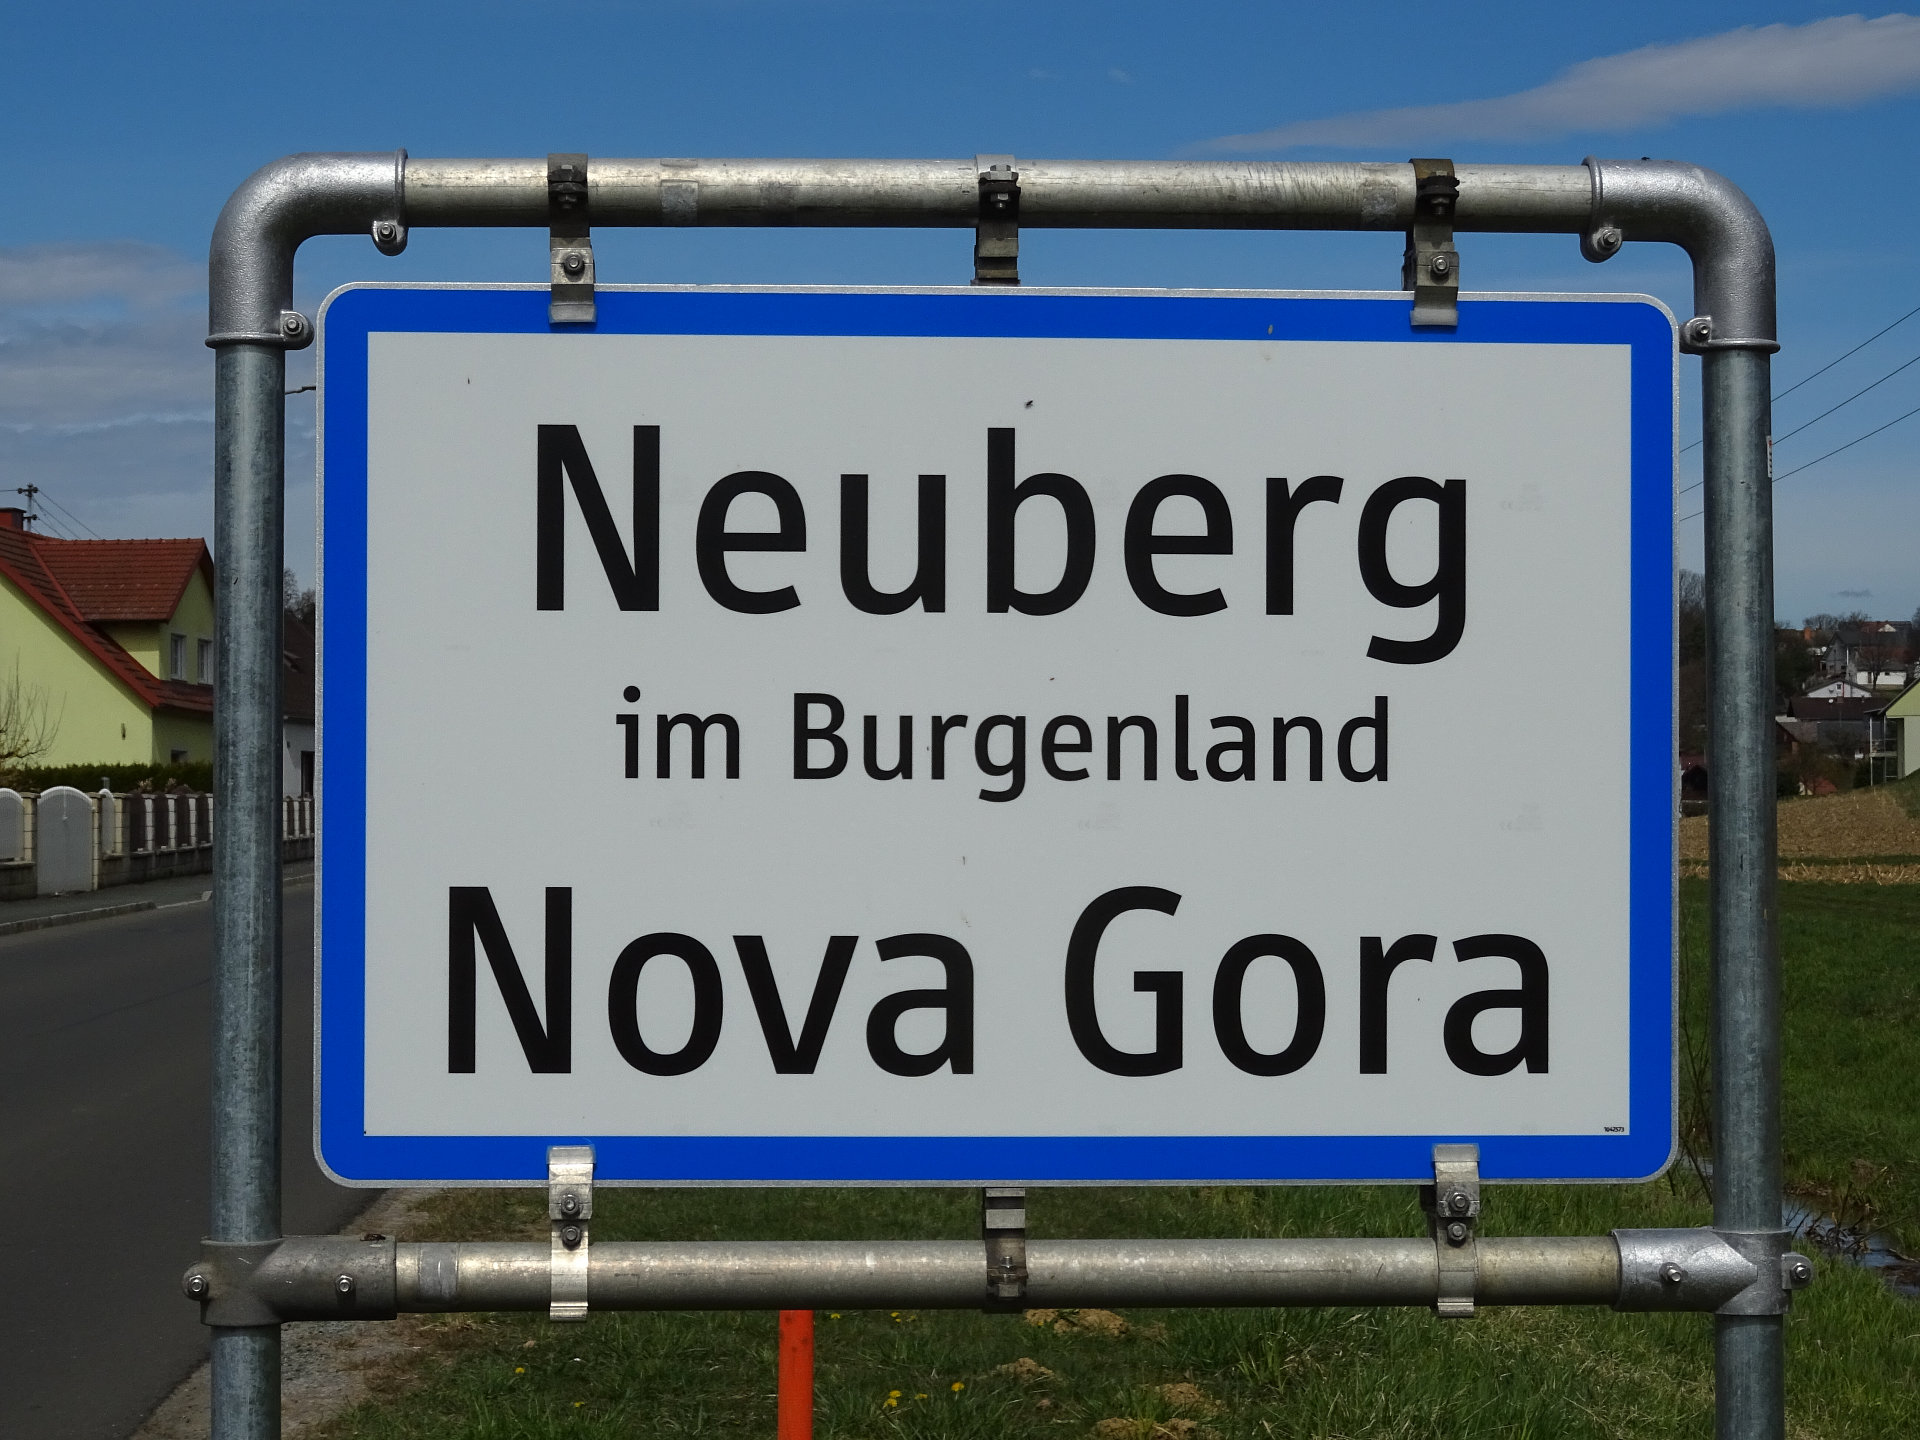 Neuberg
im Burgenland
Nova Gora